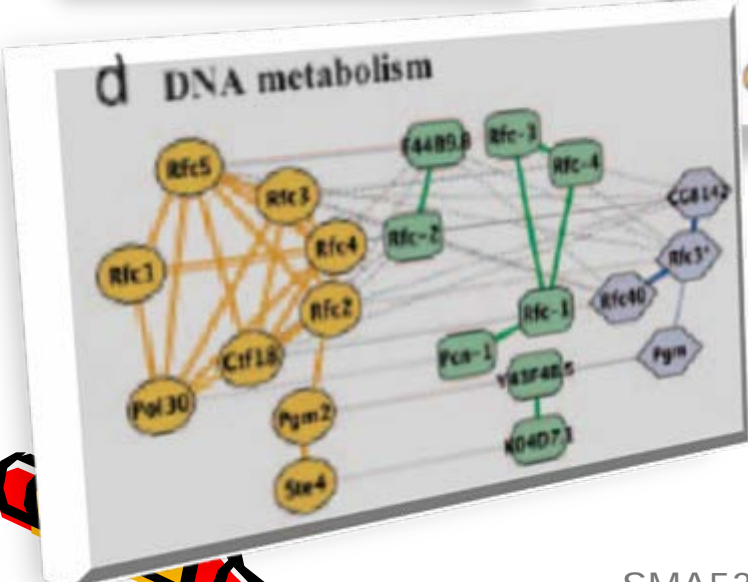 d DNA metabolism
F44B9.8
Rfc-3
Rfc5
Rfc-4
Rfc3
CG8142
Rfc4
Rfc-2
Rfc3'
Rfc1
Rfc2
Rfc40
Rfc-1
Ctf18
Pcn-1
Pgm
Y43F4B.5
Pol30
Pgm2
K04D7.1
Ste4